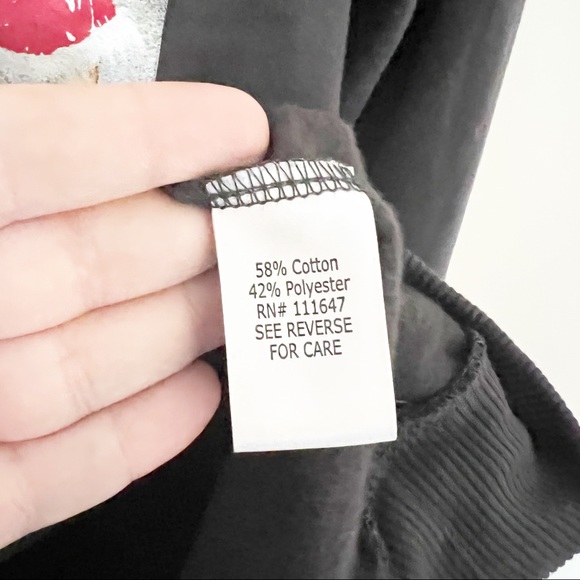 58% Cotton
42% Polyester
RN# 111647
SEE REVERSE
FOR CARE